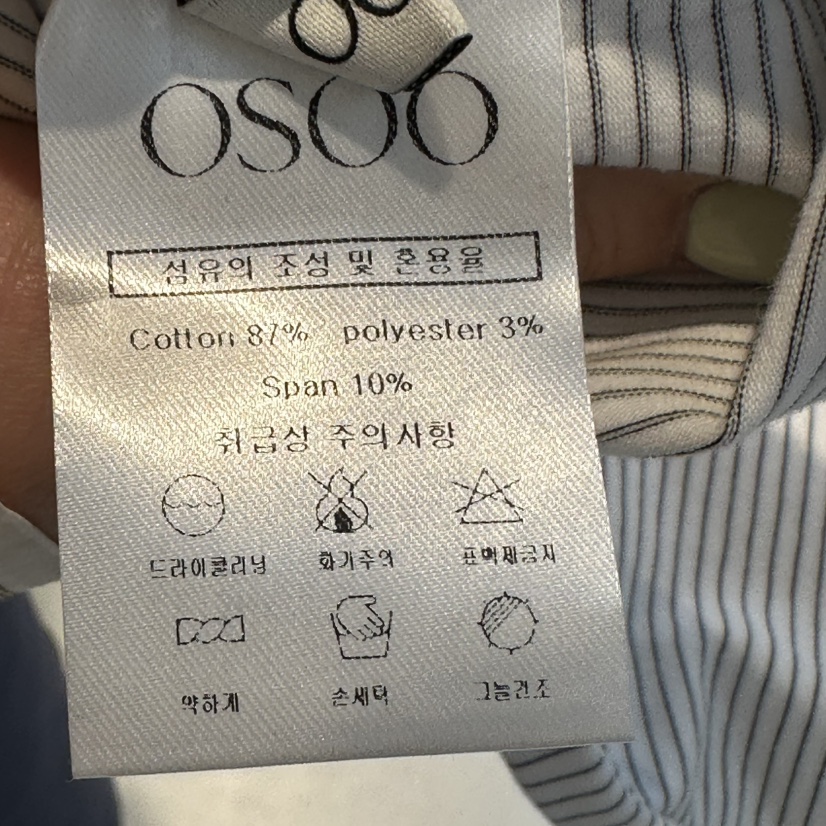 OSOO
섬유의 조성 및 혼용율
Cotton 87% polyester 3%
Span 10%
취급상 주의사항
드라이클리닝 화기주의 표백제금지
약하게 손세탁 그늘건조